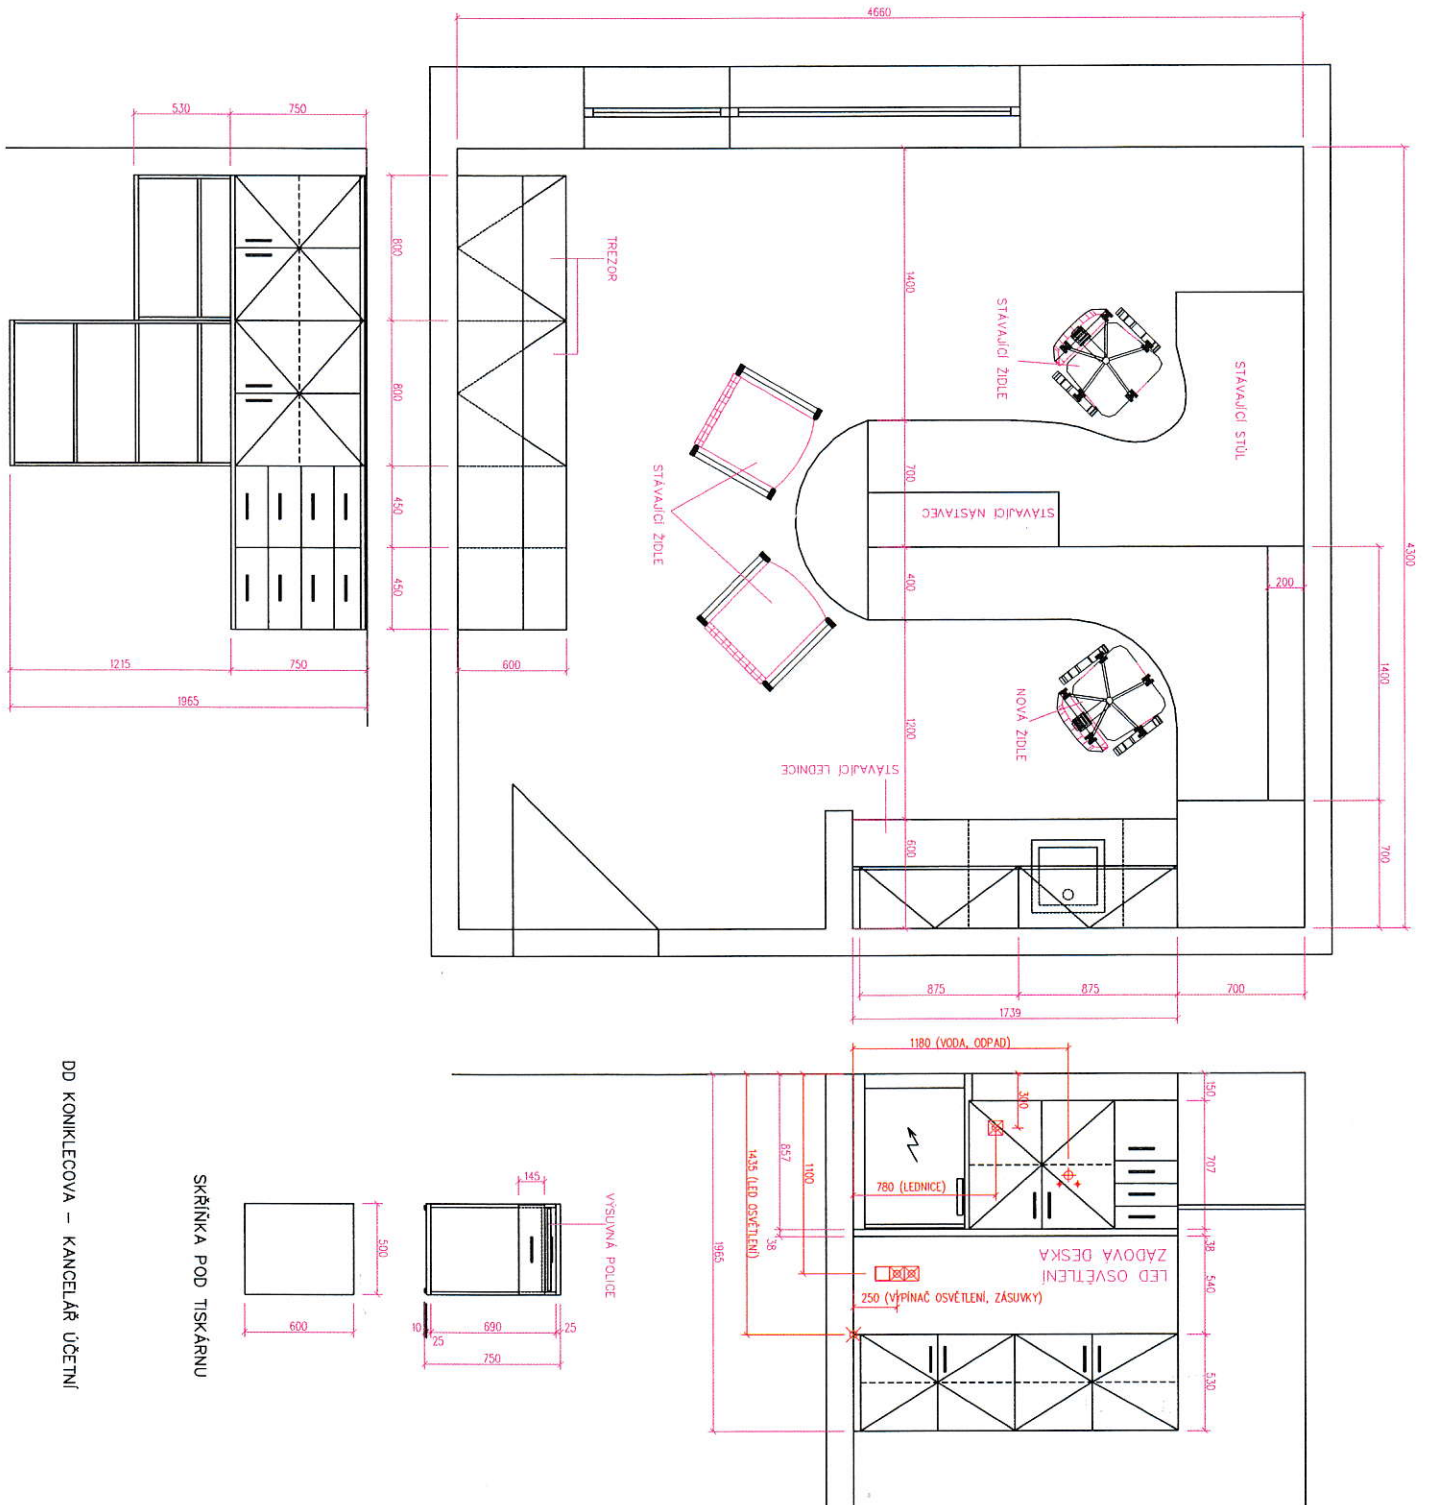 4660
530
750
800
800
450
450
1215
750
1965
600
TREZOR
1400
700
400
1200
600
STÁVAJÍCÍ ŽIDLE
STÁVAJÍCÍ STŮL
STÁVAJÍCÍ NÁSTAVEC
STÁVAJÍCÍ ŽIDLE
NOVÁ ŽIDLE
STÁVAJÍCÍ LEDNICE
4300
200
1400
700
875
875
700
1739
1180 (VODA, ODPAD)
300
150
707
38
540
530
780 (LEDNICE)
857
38
1100
1435 (LED OSVĚTLENÍ)
1965
LED OSVĚTLENÍ
ZÁDOVÁ DESKA
250 (VYPÍNAČ OSVĚTLENÍ, ZÁSUVKY)
VÝSUVNÁ POLICE
145
500
600
10
25
690
25
750
SKŘÍŇKA POD TISKÁRNU
DD KONIKLECOVA – KANCELÁŘ ÚČETNÍ